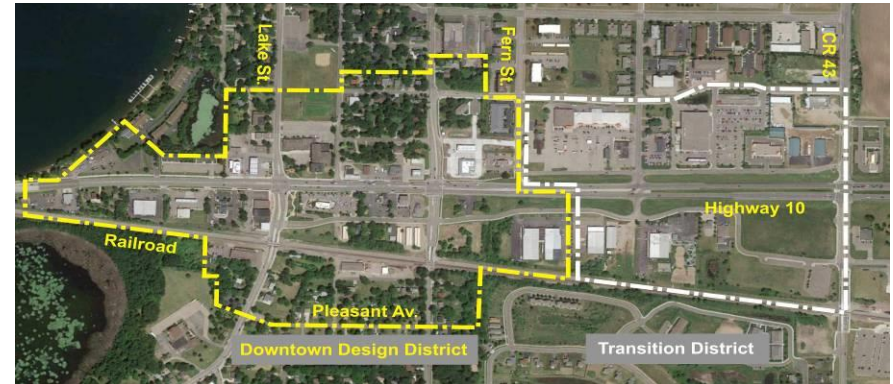 Lake St.
Fern St.
CR 43
Highway 10
Railroad
Pleasant Av.
Downtown Design District
Transition District